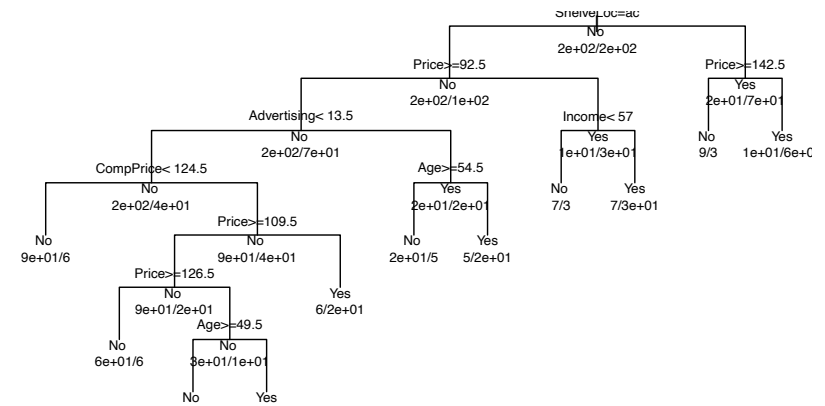 ShelveLoc=ac
No
2e+02/2e+02
Price>=92.5
Price>=142.5
No
2e+02/1e+02
Yes
2e+01/7e+01
Advertising< 13.5
Income< 57
No
2e+02/7e+01
Yes
1e+01/3e+01
No
9/3
Yes
1e+01/6e+0
CompPrice< 124.5
Age>=54.5
No
2e+02/4e+01
Yes
2e+01/2e+01
No
7/3
Yes
7/3e+01
Price>=109.5
No
9e+01/6
No
9e+01/4e+01
No
2e+01/5
Yes
5/2e+01
Price>=126.5
No
9e+01/2e+01
Yes
6/2e+01
Age>=49.5
No
6e+01/6
No
3e+01/1e+01
No
Yes